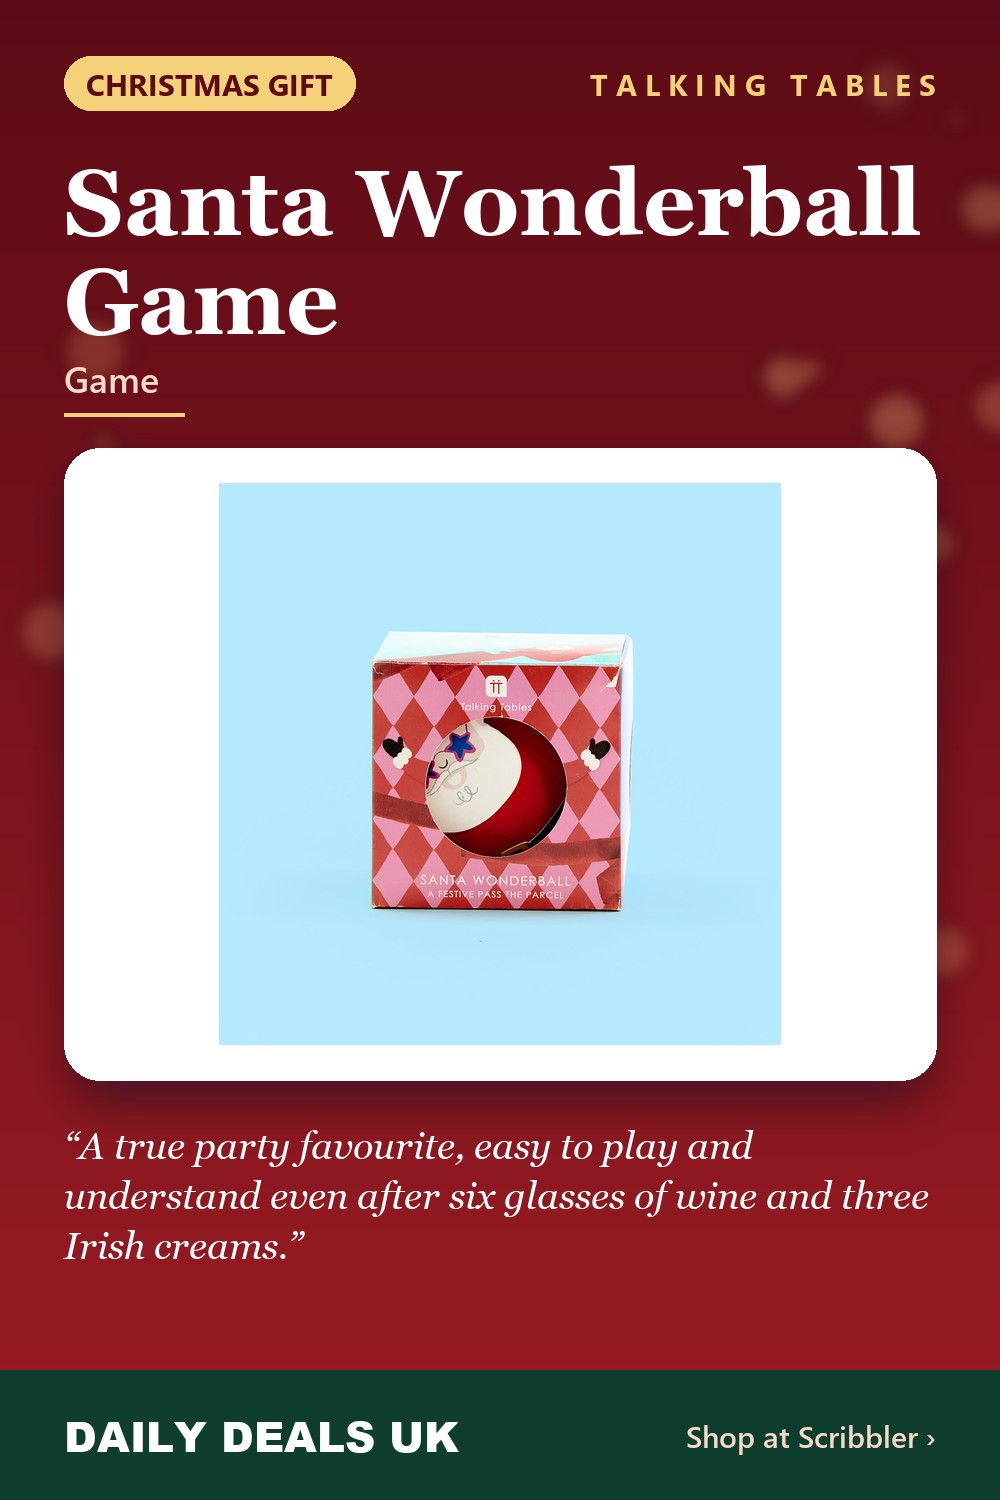 CHRISTMAS GIFT
TALKING TABLES
Santa Wonderball
Game
Game
Talking Tables
SANTA WONDERBALL
A FESTIVE PASS THE PARCEL
“A true party favourite, easy to play and
understand even after six glasses of wine and three
Irish creams.”
DAILY DEALS UK
Shop at Scribbler ›